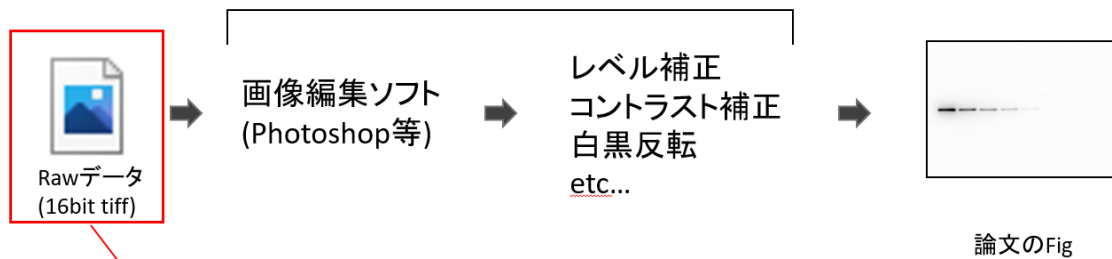 Rawデータ
(16bit tiff)
画像編集ソフト
(Photoshop等)
レベル補正
コントラスト補正
白黒反転
etc...
論文のFig